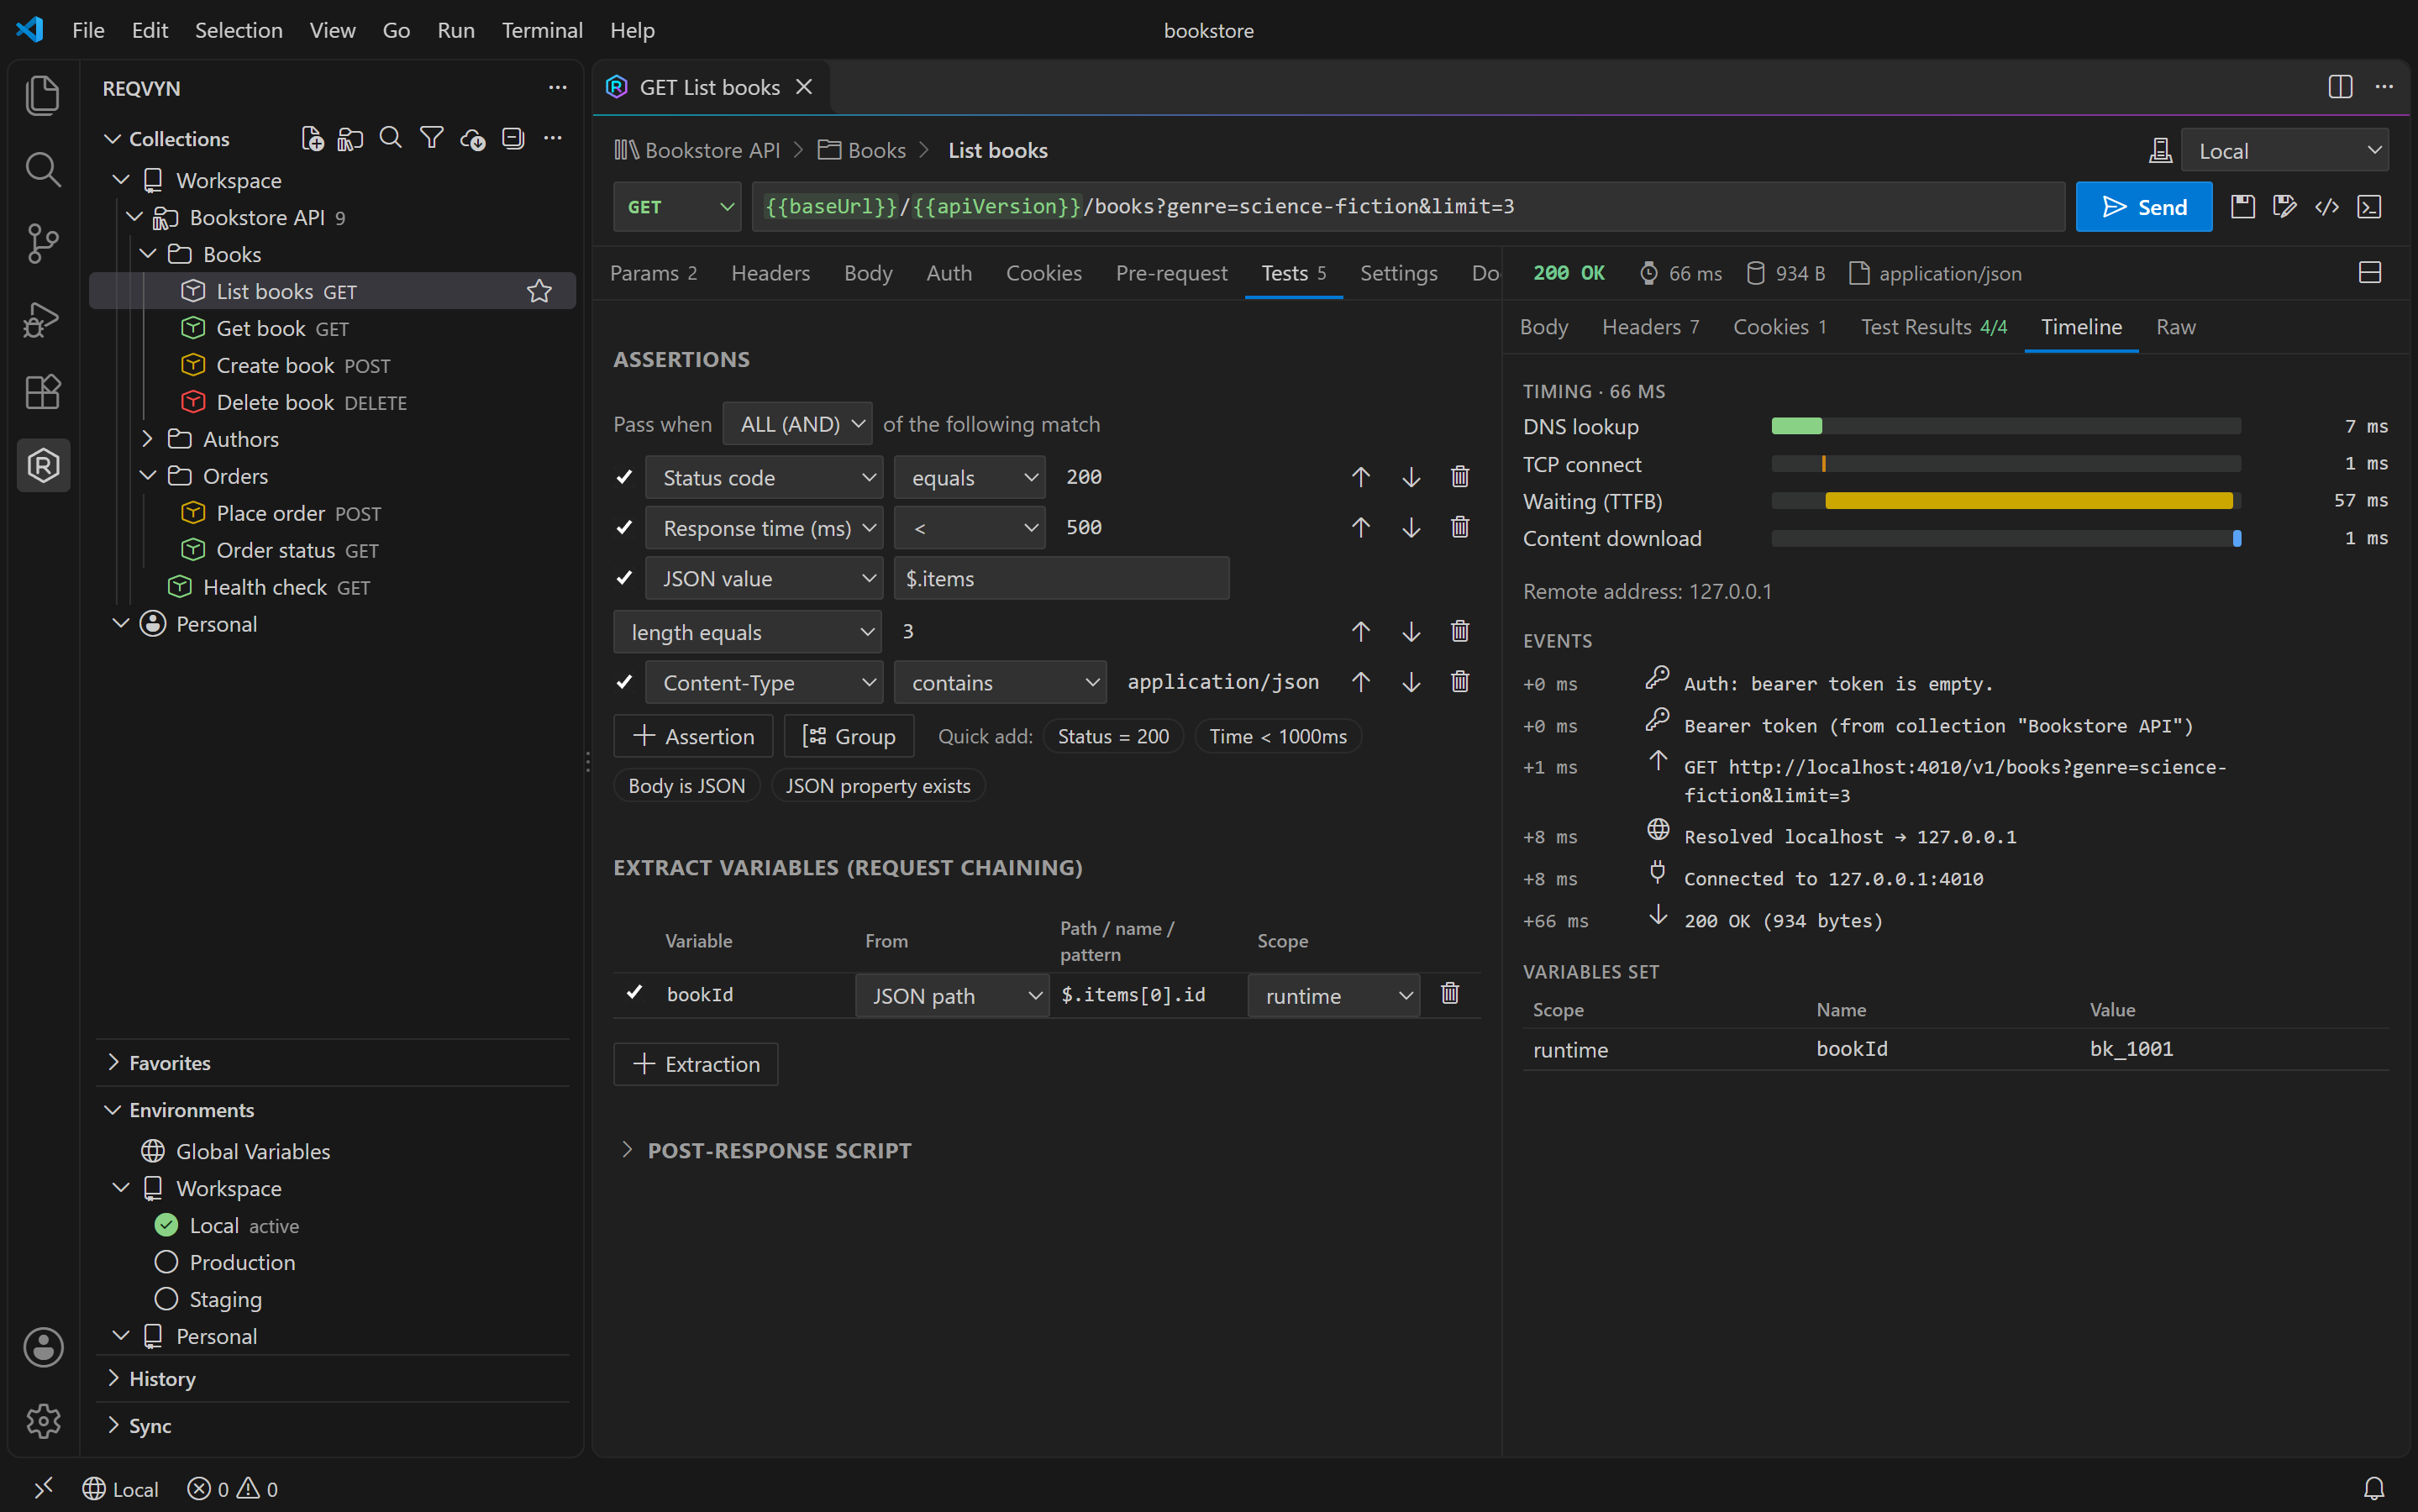 File Edit Selection View Go Run Terminal Help bookstore
REQVYN
Collections
Workspace
Bookstore API 9
Books
List books GET
Get book GET
Create book POST
Delete book DELETE
Authors
Orders
Place order POST
Order status GET
Health check GET
Personal
Favorites
Environments
Global Variables
Workspace
Local active
Production
Staging
Personal
History
Sync
GET List books
Bookstore API Books List books
Local
GET {{baseUrl}}/{{apiVersion}}/books?genre=science-fiction&limit=3
Send
Params 2 Headers Body Auth Cookies Pre-request Tests 5 Settings Do
ASSERTIONS
Pass when ALL (AND) of the following match
Status code equals 200
Response time (ms) < 500
JSON value $.items
length equals 3
Content-Type contains application/json
Assertion Group Quick add: Status = 200 Time < 1000ms
Body is JSON JSON property exists
EXTRACT VARIABLES (REQUEST CHAINING)
Variable From Path / name / pattern Scope
bookId JSON path $.items[0].id runtime
Extraction
POST-RESPONSE SCRIPT
200 OK 66 ms 934 B application/json
Body Headers 7 Cookies 1 Test Results 4/4 Timeline Raw
TIMING · 66 MS
DNS lookup 7 ms
TCP connect 1 ms
Waiting (TTFB) 57 ms
Content download 1 ms
Remote address: 127.0.0.1
EVENTS
+0 ms Auth: bearer token is empty.
+0 ms Bearer token (from collection "Bookstore API")
+1 ms GET http://localhost:4010/v1/books?genre=science-
fiction&limit=3
+8 ms Resolved localhost → 127.0.0.1
+8 ms Connected to 127.0.0.1:4010
+66 ms 200 OK (934 bytes)
VARIABLES SET
Scope Name Value
runtime bookId bk_1001
Local 0 0